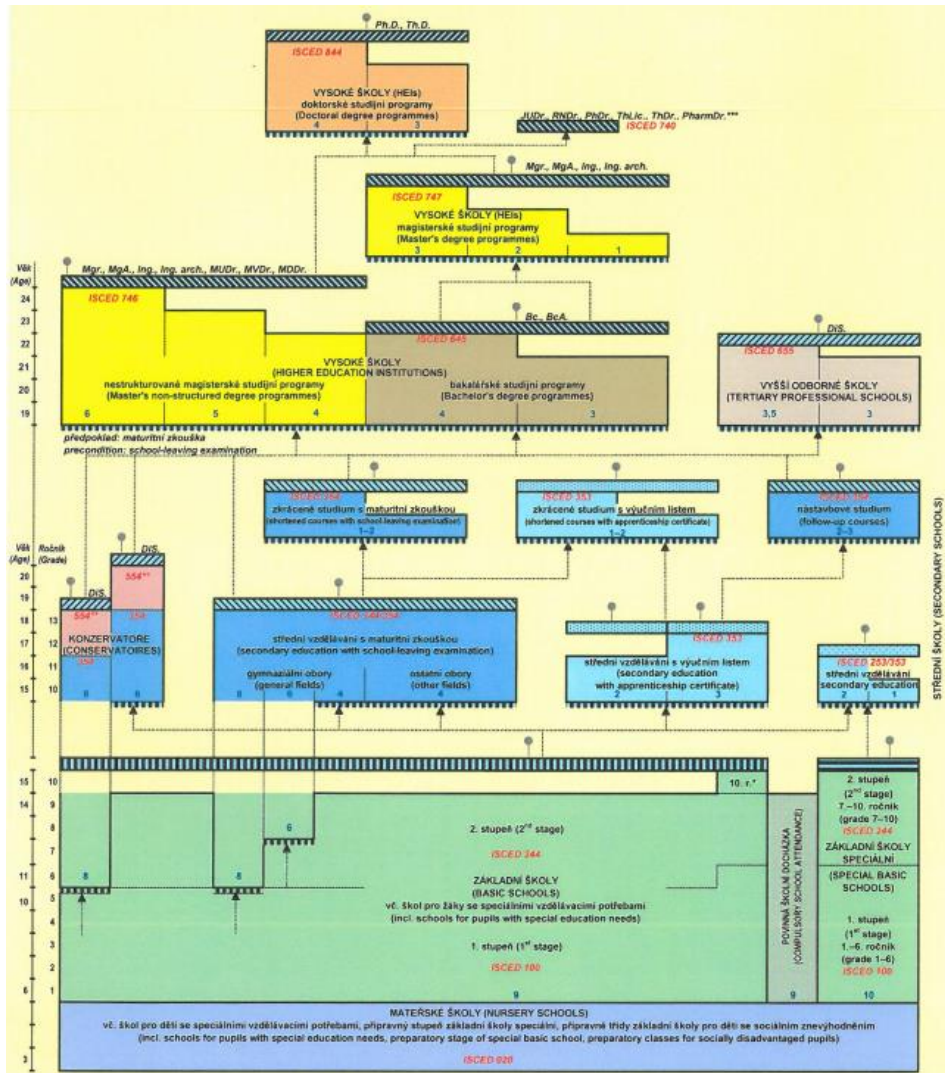 Ph.D., Th.D.
ISCED 844
VYSOKÉ ŠKOLY (HEIs)
doktorské studijní programy
(Doctoral degree programmes)
4 3
JUDr., RNDr., PhDr., ThLic., ThDr., PharmDr.***
ISCED 740
Mgr., MgA., Ing., Ing. arch.
ISCED 747
VYSOKÉ ŠKOLY (HEIs)
magisterské studijní programy
(Master's degree programmes)
3 2 1
Věk
(Age)
Mgr., MgA., Ing., Ing. arch., MUDr., MVDr., MDDr.
ISCED 746
24
23
22
21
20
19
Bc., BcA.
ISCED 645
DiS.
ISCED 655
VYSOKÉ ŠKOLY
(HIGHER EDUCATION INSTITUTIONS)
nestrukturované magisterské studijní programy
(Master's non-structured degree programmes)
6 5 4
bakalářské studijní programy
(Bachelor's degree programmes)
4 3
VYŠŠÍ ODBORNÉ ŠKOLY
(TERTIARY PROFESSIONAL SCHOOLS)
3,5 3
předpoklad: maturitní zkouška
precondition: school-leaving examination
ISCED 354
zkrácené studium s maturitní zkouškou
(shortened courses with school-leaving examination)
1–2
ISCED 353
zkrácené studium s výučním listem
(shortened courses with apprenticeship certificate)
1–2
ISCED 354
nástavbové studium
(follow-up courses)
2–3
STŘEDNÍ ŠKOLY (SECONDARY SCHOOLS)
Věk Ročník
(Age) (Grade)
20
19
18 13
17 12
16 11
15 10
DiS.
554**
354
DiS.
554**
KONZERVATOŘE
(CONSERVATOIRES)
358
8 6
ISCED 344/354
střední vzdělávání s maturitní zkouškou
(secondary education with school-leaving examination)
gymnaziální obory
(general fields)
ostatní obory
(other fields)
8 6 4 4
ISCED 353
střední vzdělávání s výučním listem
(secondary education
with apprenticeship certificate)
2 3
ISCED 253/353
střední vzdělávání
secondary education
2 1
15 10
14 9
8
7
11 6
10 5
4
3
2
6 1
3
10. r.*
8 8 6
2. stupeň (2nd stage)
ISCED 244
ZÁKLADNÍ ŠKOLY
(BASIC SCHOOLS)
vč. škol pro žáky se speciálními vzdělávacími potřebami
(incl. schools for pupils with special education needs)
1. stupeň (1st stage)
ISCED 100
9
POVINNÁ ŠKOLNÍ DOCHÁZKA
(COMPULSORY SCHOOL ATTENDANCE)
9
2. stupeň
(2nd stage)
7.–10. ročník
(grade 7–10)
ISCED 244
ZÁKLADNÍ ŠKOLY
SPECIÁLNÍ
(SPECIAL BASIC
SCHOOLS)
1. stupeň
(1st stage)
1.–6. ročník
(grade 1–6)
ISCED 100
10
MATEŘSKÉ ŠKOLY (NURSERY SCHOOLS)
vč. škol pro děti se speciálními vzdělávacími potřebami, přípravný stupeň základní školy speciální, přípravné třídy základní školy pro děti se sociálním znevýhodněním
(incl. schools for pupils with special education needs, preparatory stage of special basic school, preparatory classes for socially disadvantaged pupils)
ISCED 020